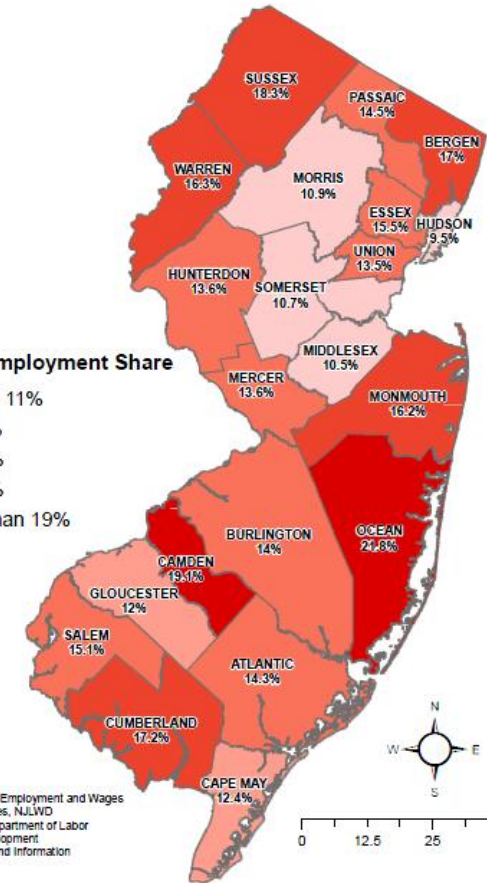 SUSSEX
18.3%
PASSAIC
14.5%
BERGEN
17%
WARREN
16.3%
MORRIS
10.9%
ESSEX
15.5%
HUDSON
9.5%
UNION
13.5%
HUNTERDON
13.6%
SOMERSET
10.7%
MIDDLESEX
10.5%
mployment Share
11%
%
%
%
an 19%
MERCER
13.6%
MONMOUTH
16.2%
OCEAN
21.8%
BURLINGTON
14%
CAMDEN
19.1%
GLOUCESTER
12%
SALEM
15.1%
ATLANTIC
14.3%
CUMBERLAND
17.2%
CAPE MAY
12.4%
N
W E
S
Employment and Wages
es, NJLWD
partment of Labor
opment
nd Information
0 12.5 25